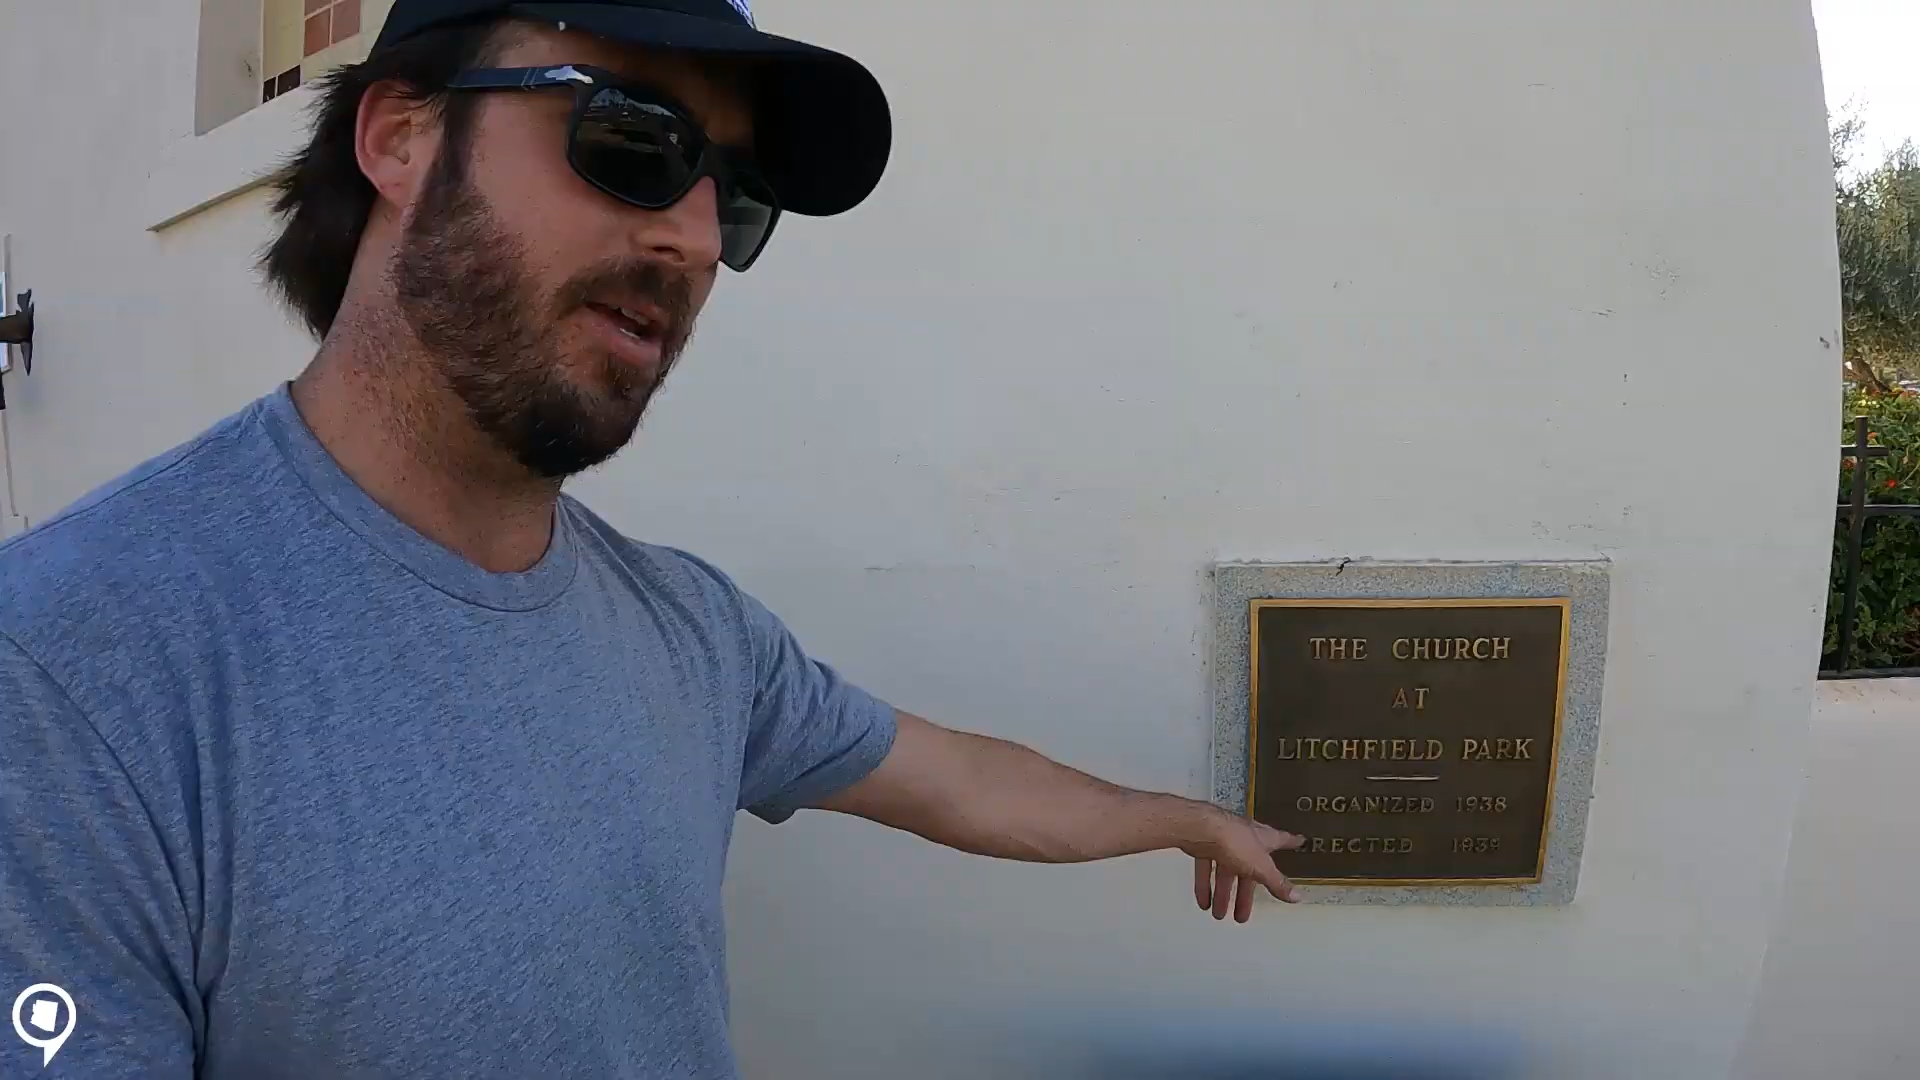 THE CHURCH
AT
LITCHFIELD PARK
ORGANIZED 1938
ERECTED 1939